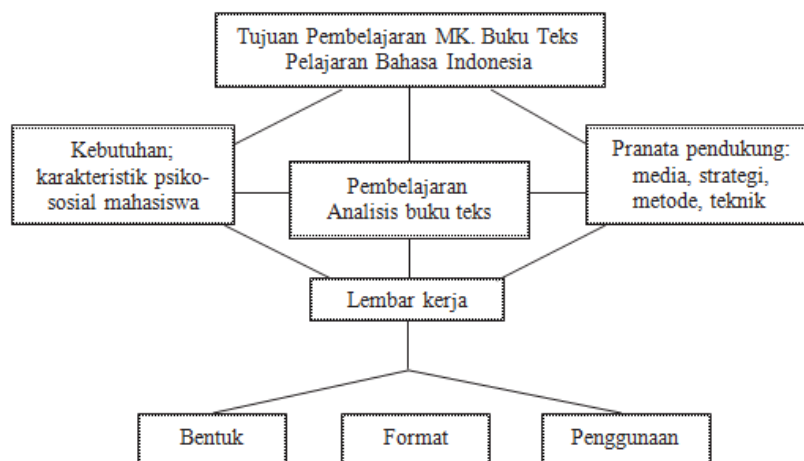 Tujuan Pembelajaran MK. Buku Teks
Pelajaran Bahasa Indonesia
Kebutuhan;
karakteristik psiko-
sosial mahasiswa
Pembelajaran
Analisis buku teks
Pranata pendukung:
media, strategi,
metode, teknik
Lembar kerja
Bentuk
Format
Penggunaan